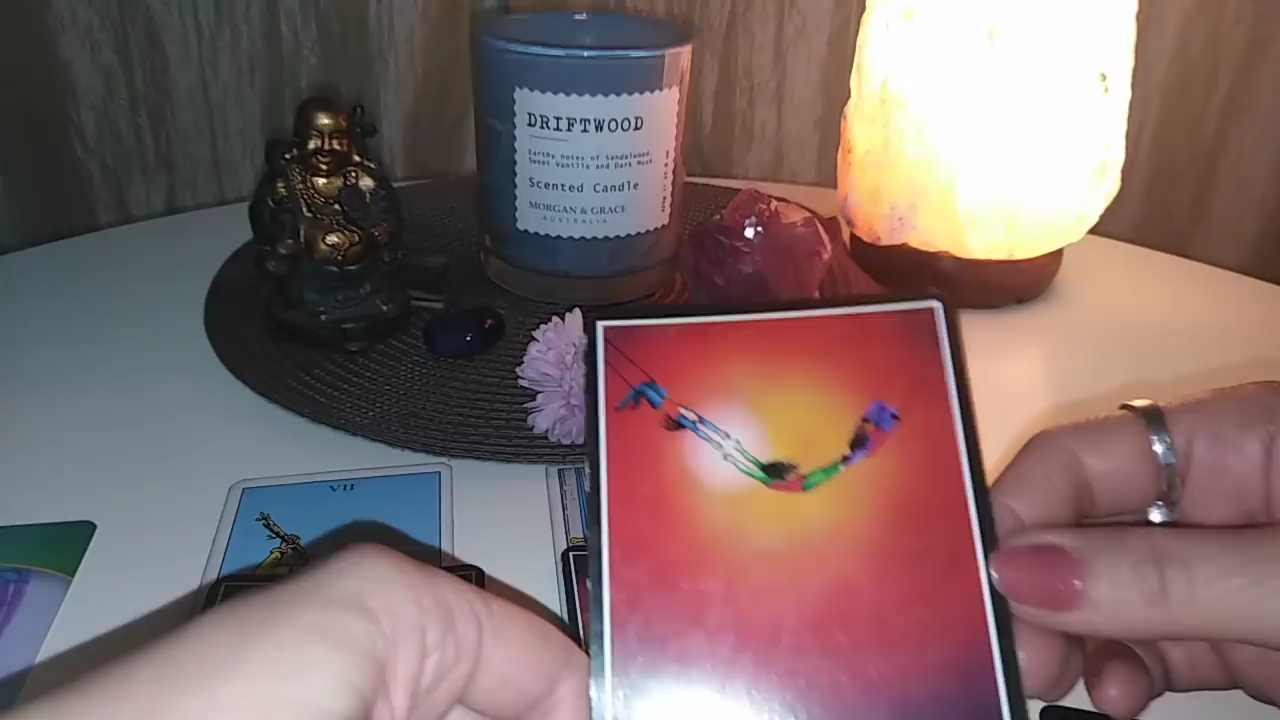 DRIFTWOOD
Earthy notes of Sandalwood,
Sweet Vanilla and Dark Musk.
Scented Candle
MORGAN & GRACE
AUSTRALIA
VII